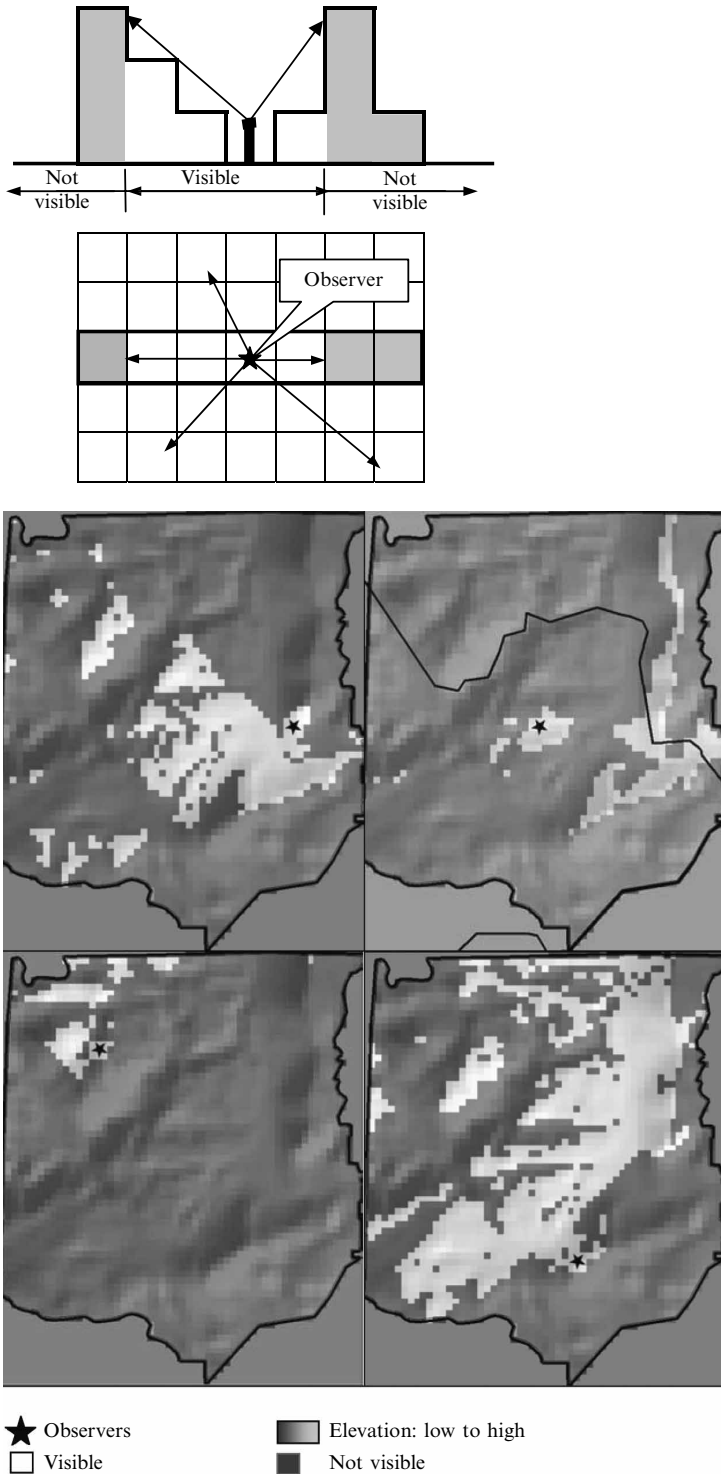 Not
visible
Visible
Not
visible
Observer
Observers
Elevation: low to high
Visible
Not visible